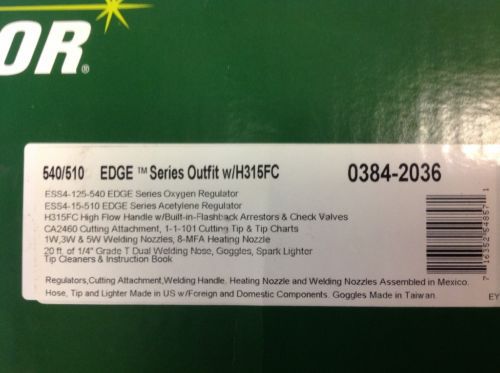 OR®
540/510 EDGE ™ Series Outfit w/H315FC 0384-2036
ESS4-125-540 EDGE Series Oxygen Regulator
ESS4-15-510 EDGE Series Acetylene Regulator
H315FC High Flow Handle w/Built-in-Flashback Arrestors & Check Valves
CA2460 Cutting Attachment, 1-1-101 Cutting Tip & Tip Charts
1W,3W & 5W Welding Nozzles, 8-MFA Heating Nozzle
20 ft. of 1/4" Grade T Dual Welding Nose, Goggles, Spark Lighter
Tip Cleaners & Instruction Book
Regulators,Cutting Attachment,Welding Handle, Heating Nozzle and Welding Nozzles Assembled in Mexico.
Hose, Tip and Lighter Made in US w/Foreign and Domestic Components. Goggles Made in Taiwan.
7 16352 54857 1
EY